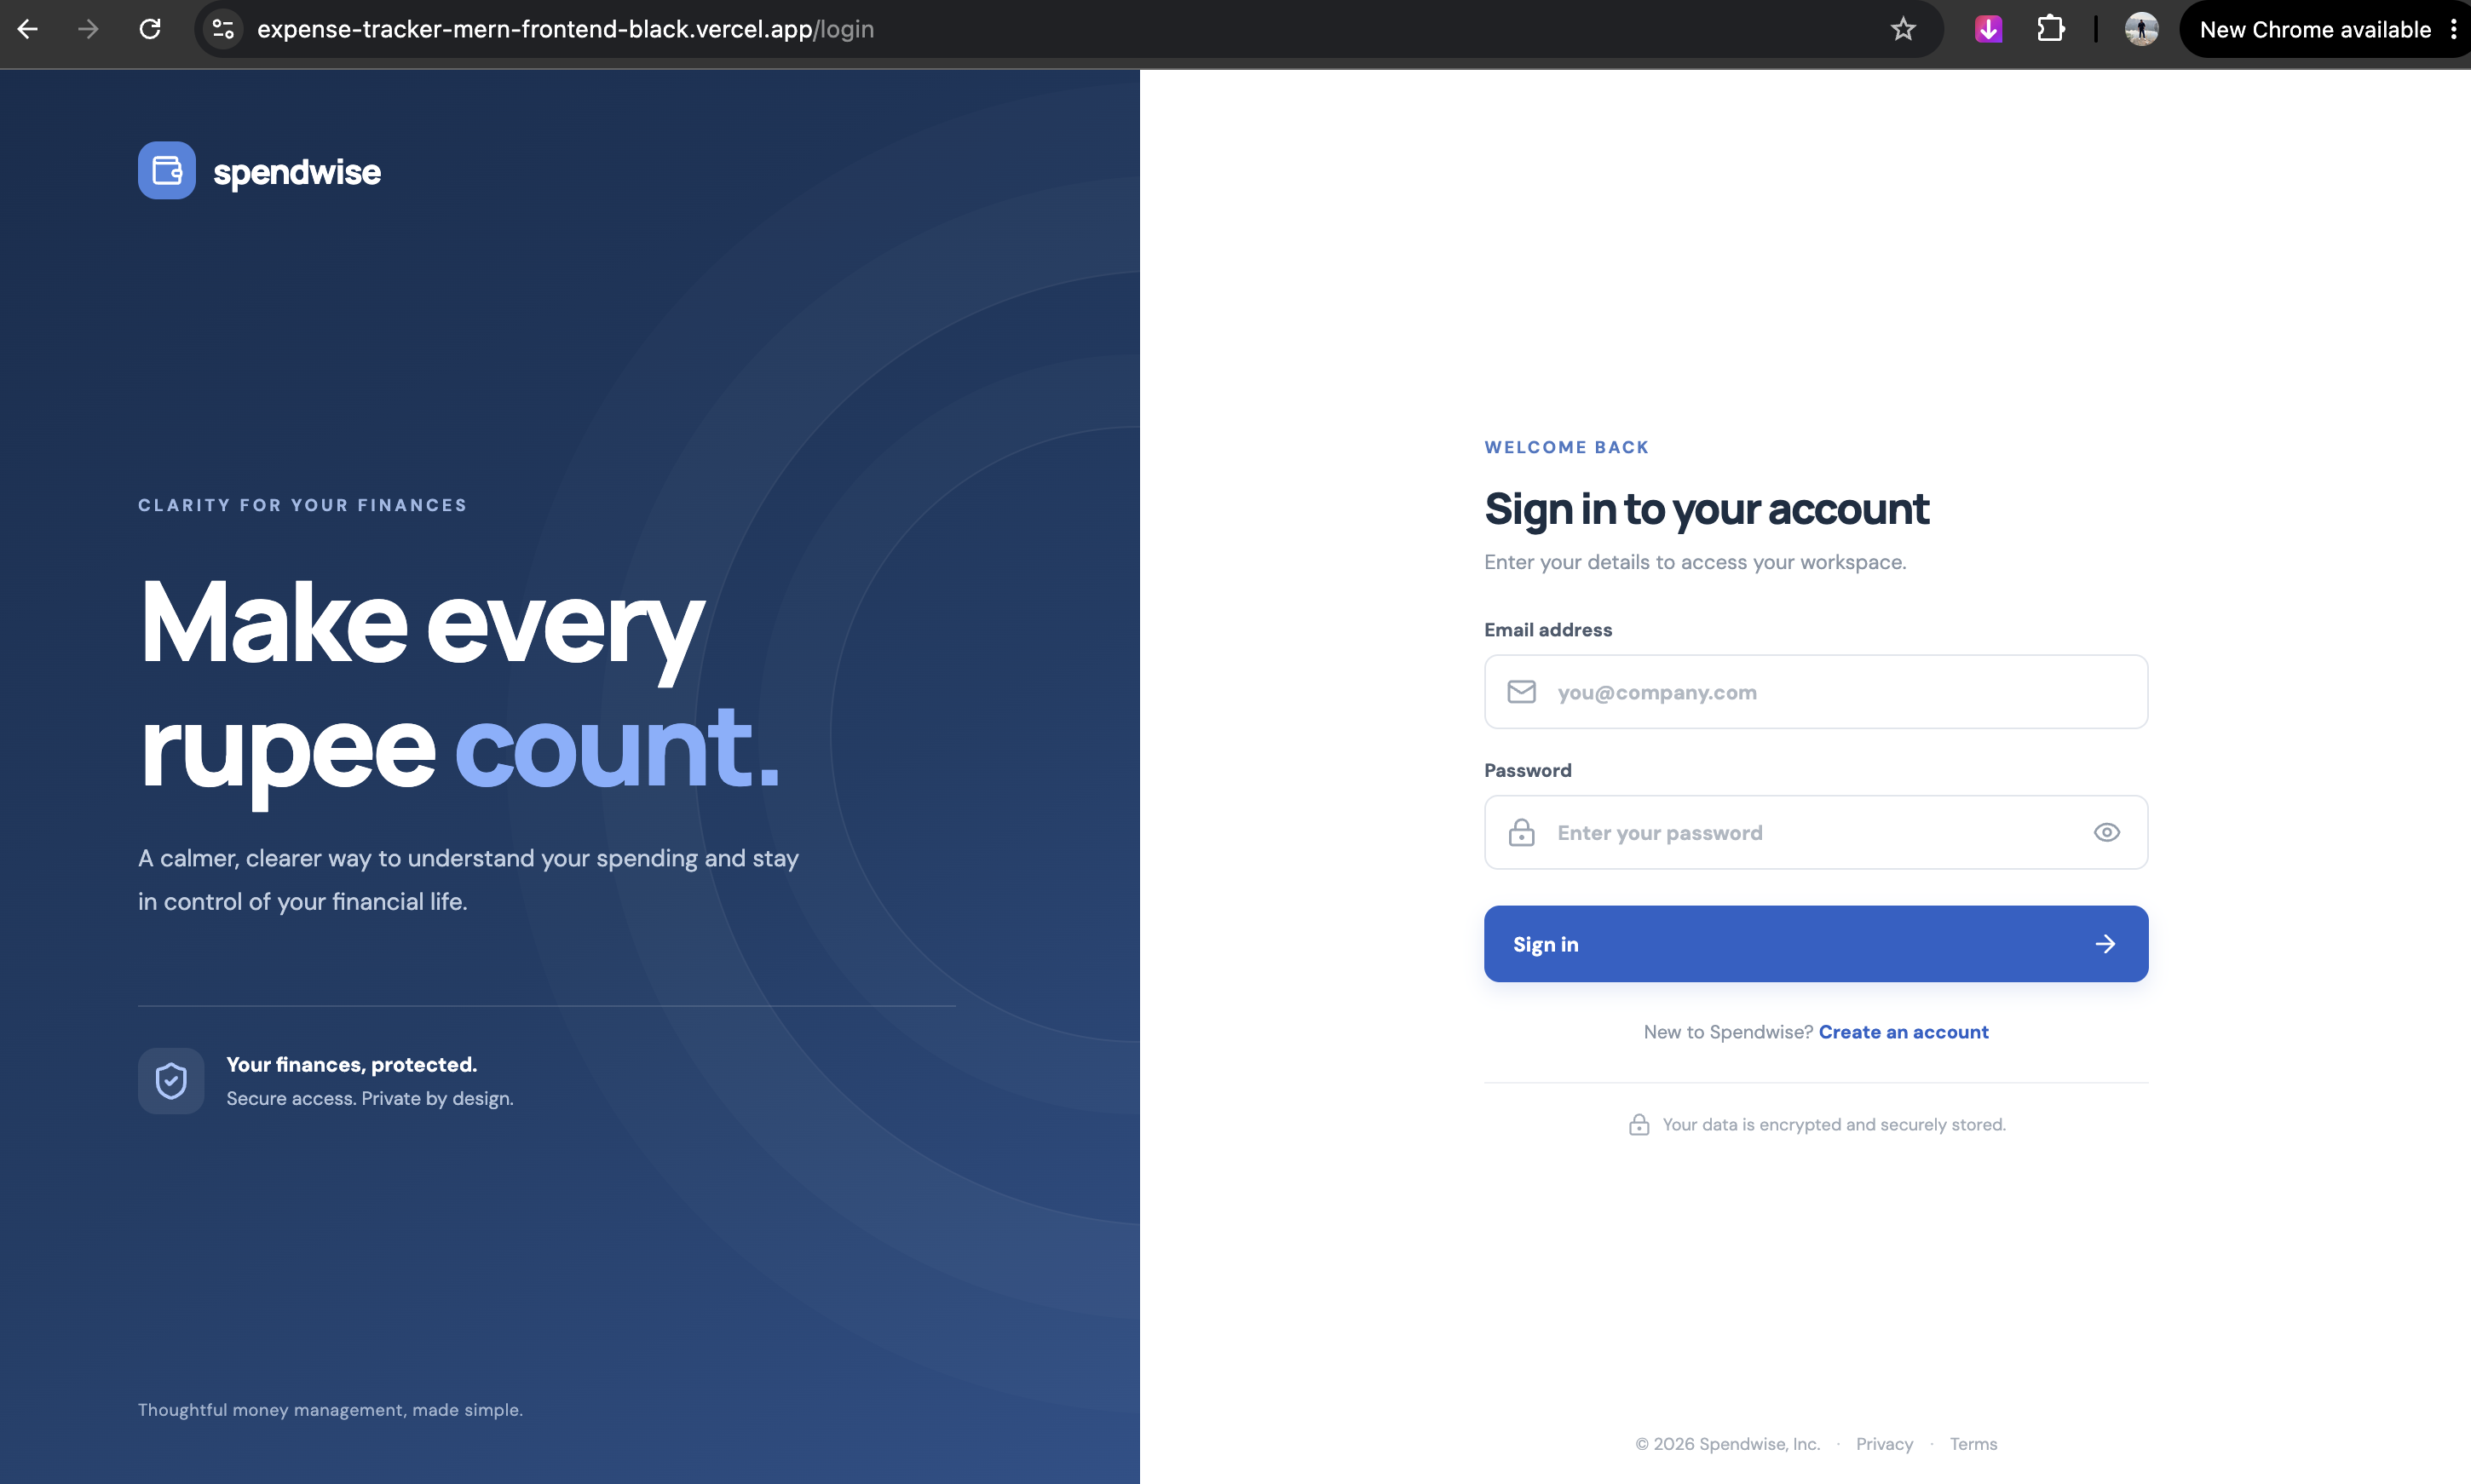 expense-tracker-mern-frontend-black.vercel.app/login
New Chrome available
spendwise
CLARITY FOR YOUR FINANCES
Make every
rupee count.
A calmer, clearer way to understand your spending and stay
in control of your financial life.
Your finances, protected.
Secure access. Private by design.
Thoughtful money management, made simple.
WELCOME BACK
Sign in to your account
Enter your details to access your workspace.
Email address
you@company.com
Password
Enter your password
Sign in
New to Spendwise? Create an account
Your data is encrypted and securely stored.
© 2026 Spendwise, Inc. · Privacy · Terms